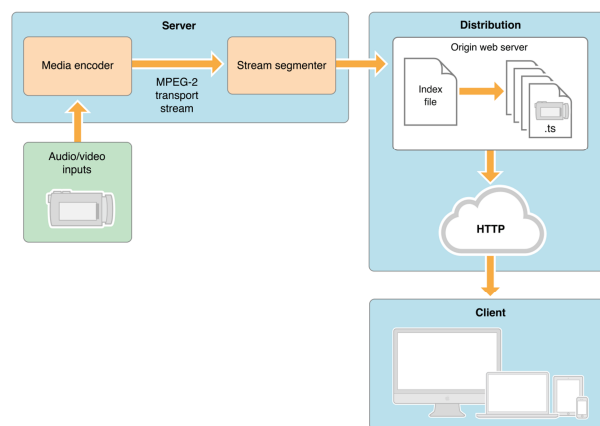 Server
Media encoder
MPEG-2
transport
stream
Stream segmenter
Audio/video
inputs
Distribution
Origin web server
Index
file
.ts
HTTP
Client